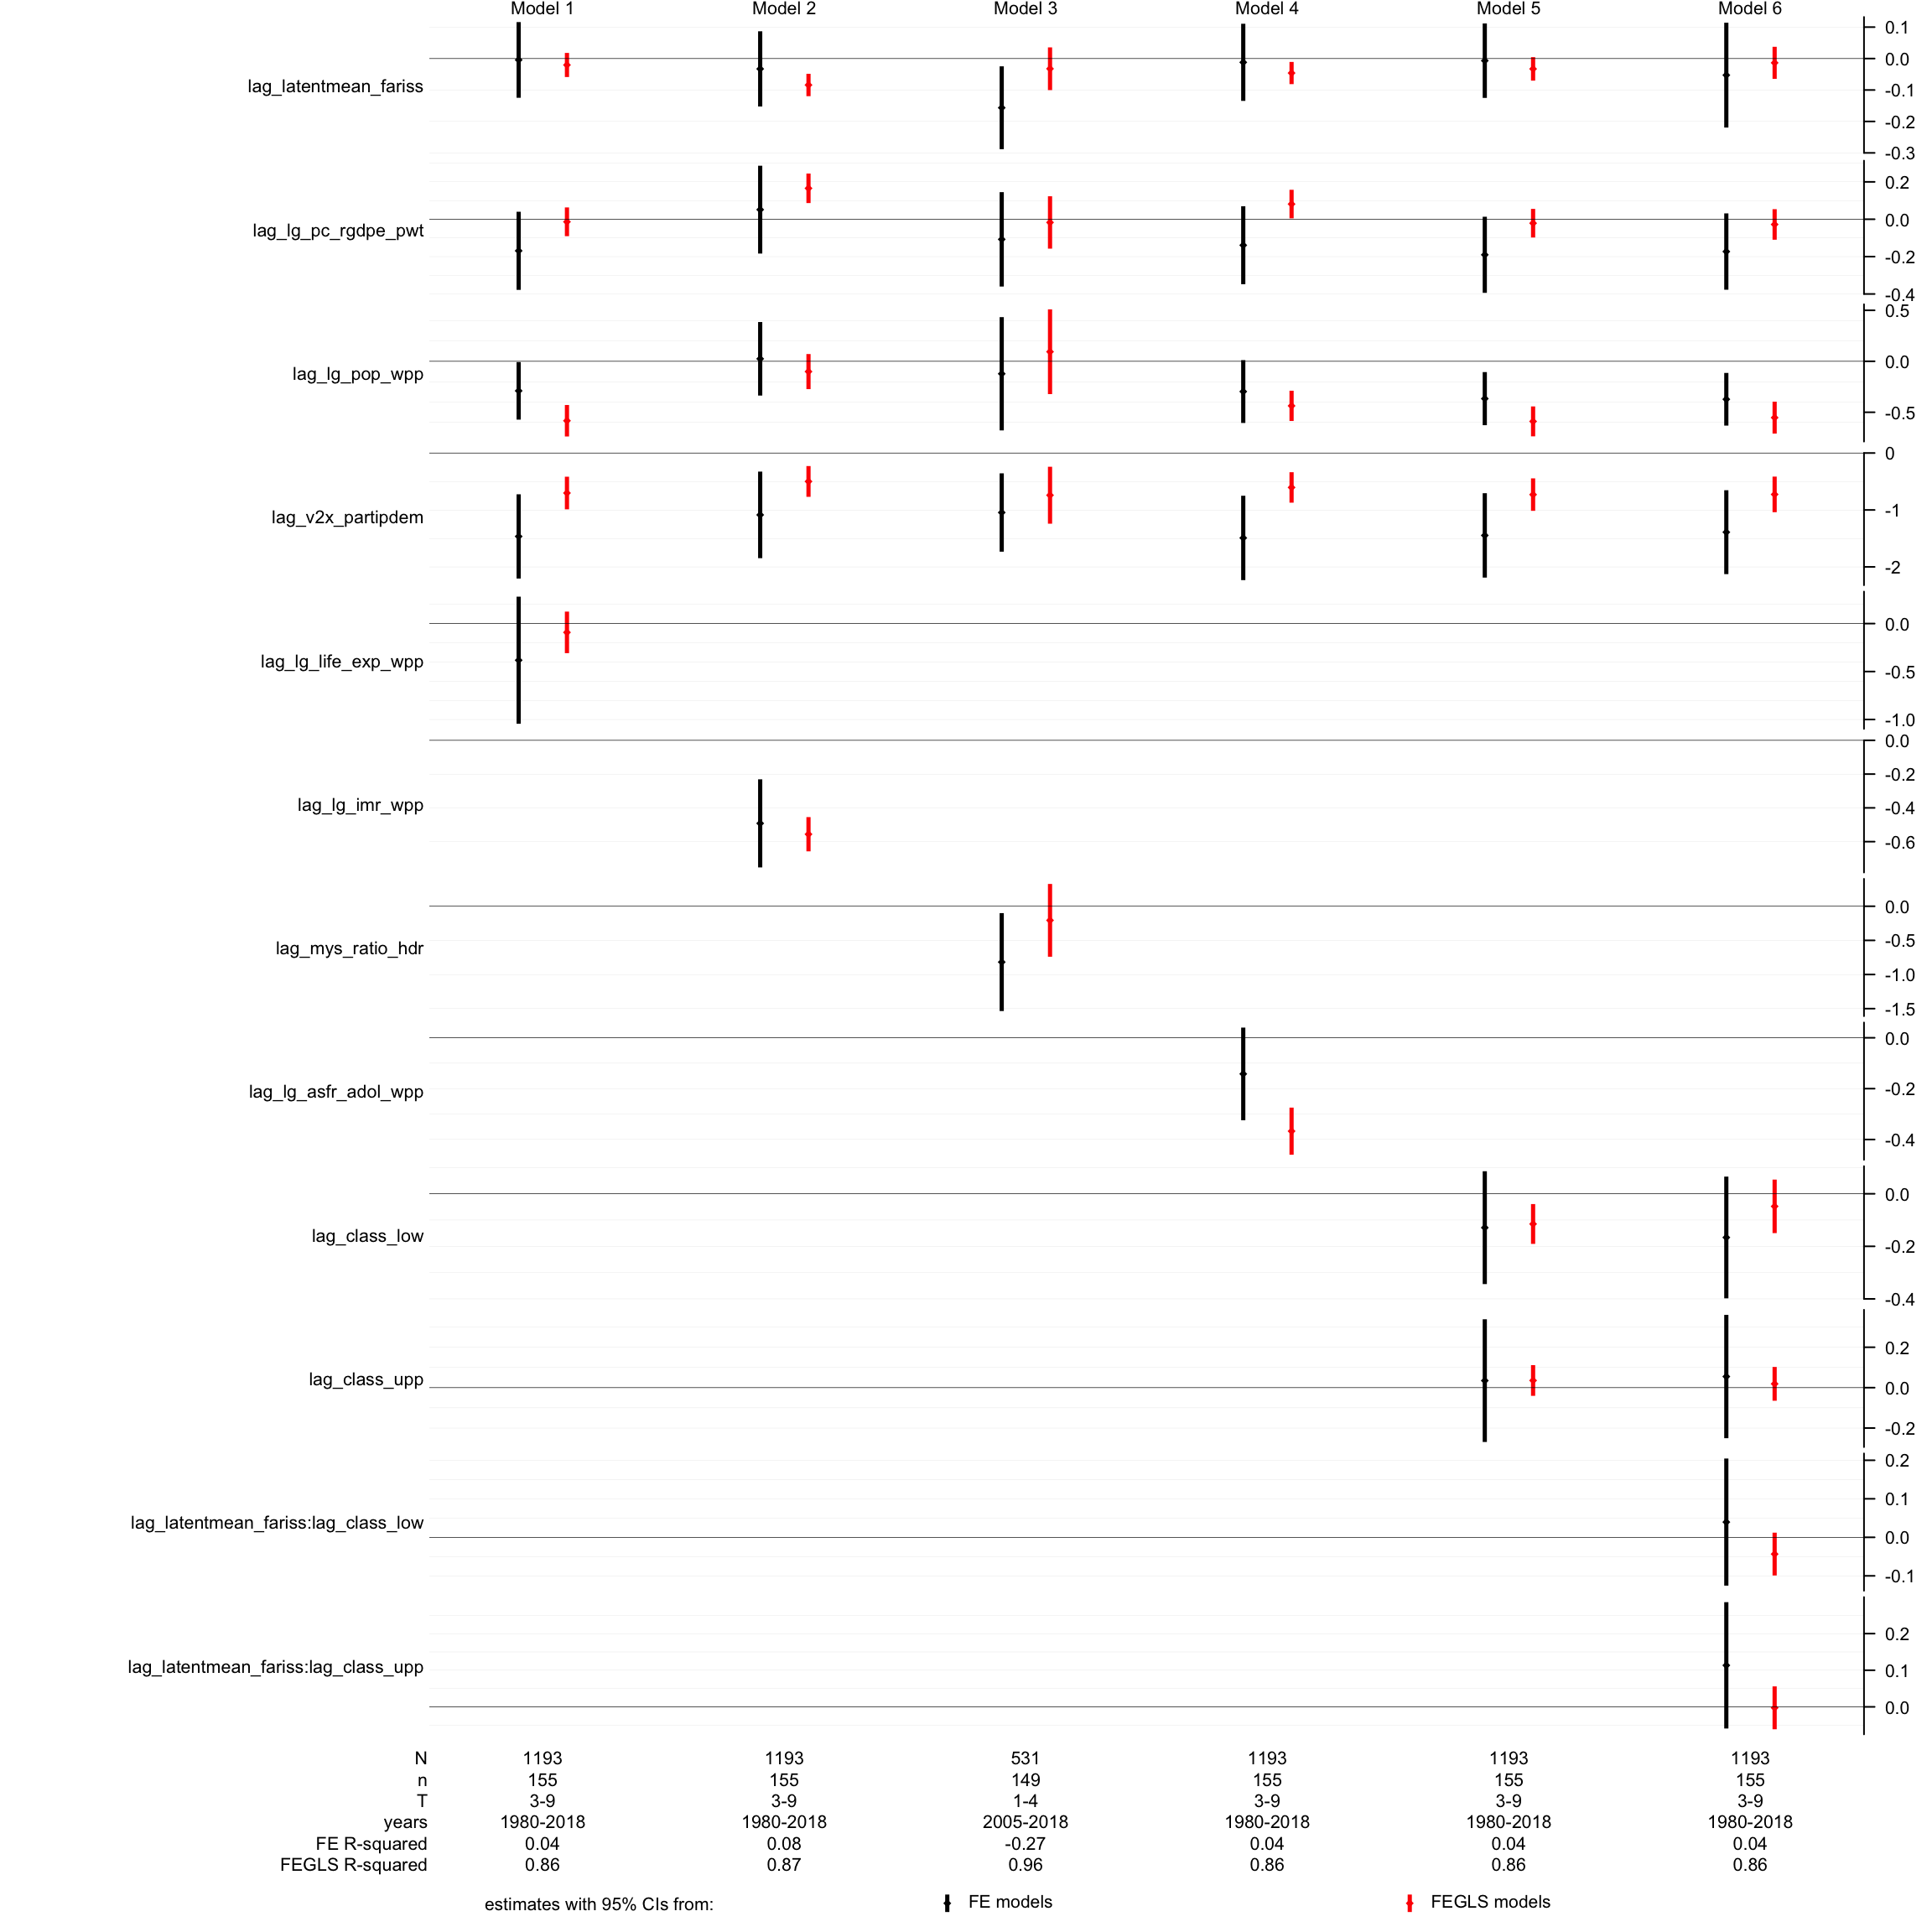 Model 1 Model 2 Model 3 Model 4 Model 5 Model 6
lag_latentmean_fariss
0.1
0.0
-0.1
-0.2
-0.3
lag_lg_pc_rgdpe_pwt
0.2
0.0
-0.2
-0.4
lag_lg_pop_wpp
0.5
0.0
-0.5
lag_v2x_partipdem
0
-1
-2
lag_lg_life_exp_wpp
0.0
-0.5
-1.0
lag_lg_imr_wpp
0.0
-0.2
-0.4
-0.6
lag_mys_ratio_hdr
0.0
-0.5
-1.0
-1.5
lag_lg_asfr_adol_wpp
0.0
-0.2
-0.4
lag_class_low
0.0
-0.2
-0.4
lag_class_upp
0.2
0.0
-0.2
lag_latentmean_fariss:lag_class_low
0.2
0.1
0.0
-0.1
lag_latentmean_fariss:lag_class_upp
0.2
0.1
0.0
N 1193 1193 531 1193 1193 1193
n 155 155 149 155 155 155
T 3-9 3-9 1-4 3-9 3-9 3-9
years 1980-2018 1980-2018 2005-2018 1980-2018 1980-2018 1980-2018
FE R-squared 0.04 0.08 -0.27 0.04 0.04 0.04
FEGLS R-squared 0.86 0.87 0.96 0.86 0.86 0.86
estimates with 95% CIs from: FE models FEGLS models